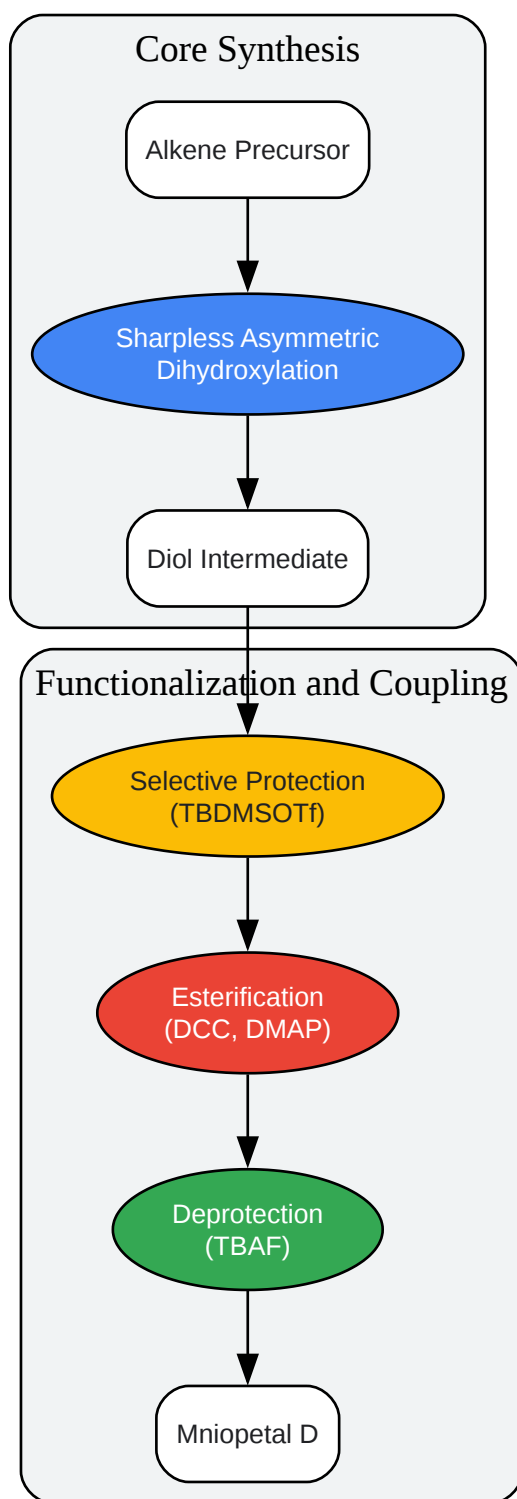 Core Synthesis
Alkene Precursor
Sharpless Asymmetric
Dihydroxylation
Diol Intermediate
Functionalization and Coupling
Selective Protection
(TBDMSOTf)
Esterification
(DCC, DMAP)
Deprotection
(TBAF)
Mniopetal D